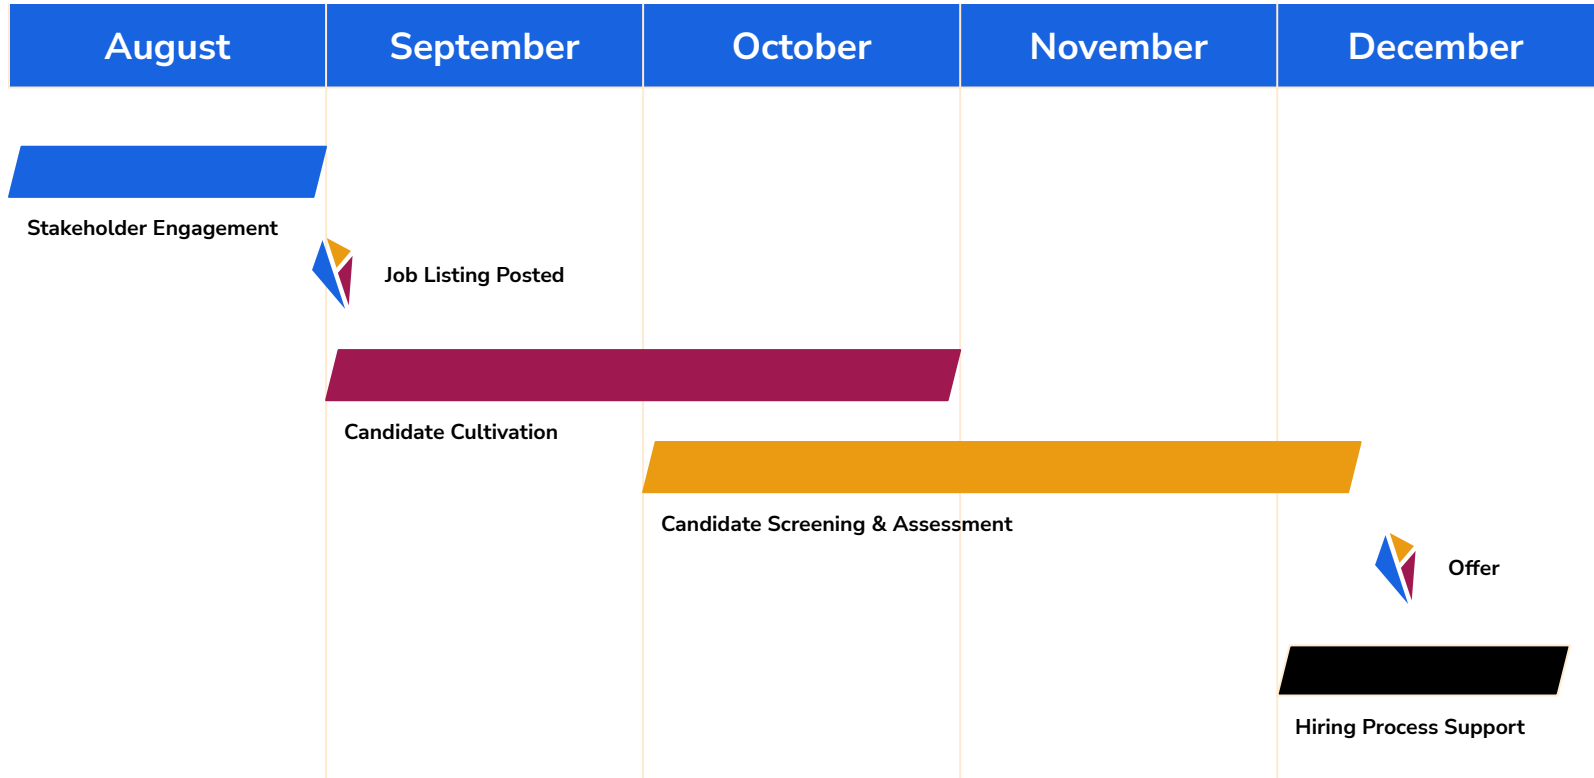 August
September
October
November
December
Stakeholder Engagement
Job Listing Posted
Candidate Cultivation
Candidate Screening & Assessment
Offer
Hiring Process Support